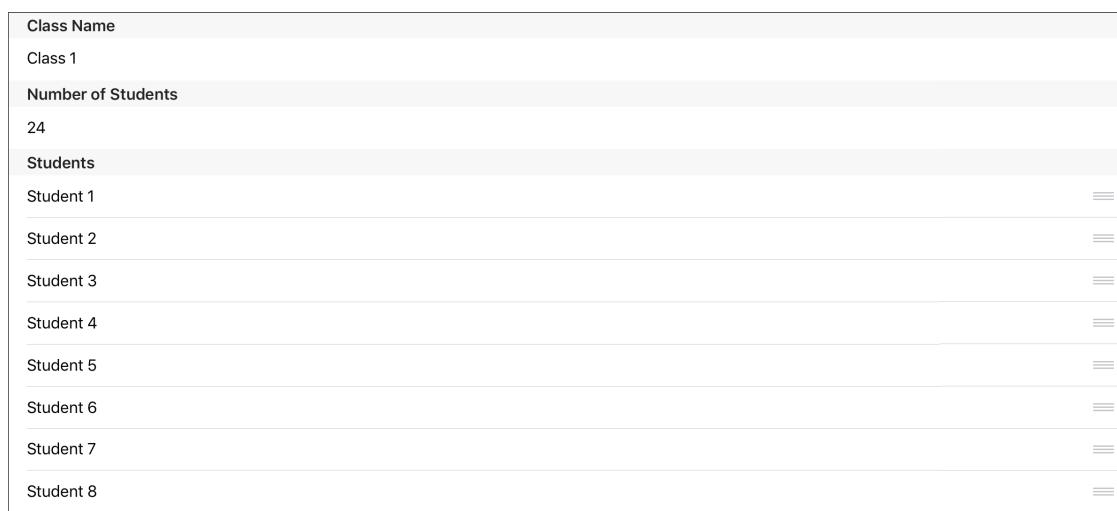 Class Name
Class 1
Number of Students
24
Students
Student 1
Student 2
Student 3
Student 4
Student 5
Student 6
Student 7
Student 8